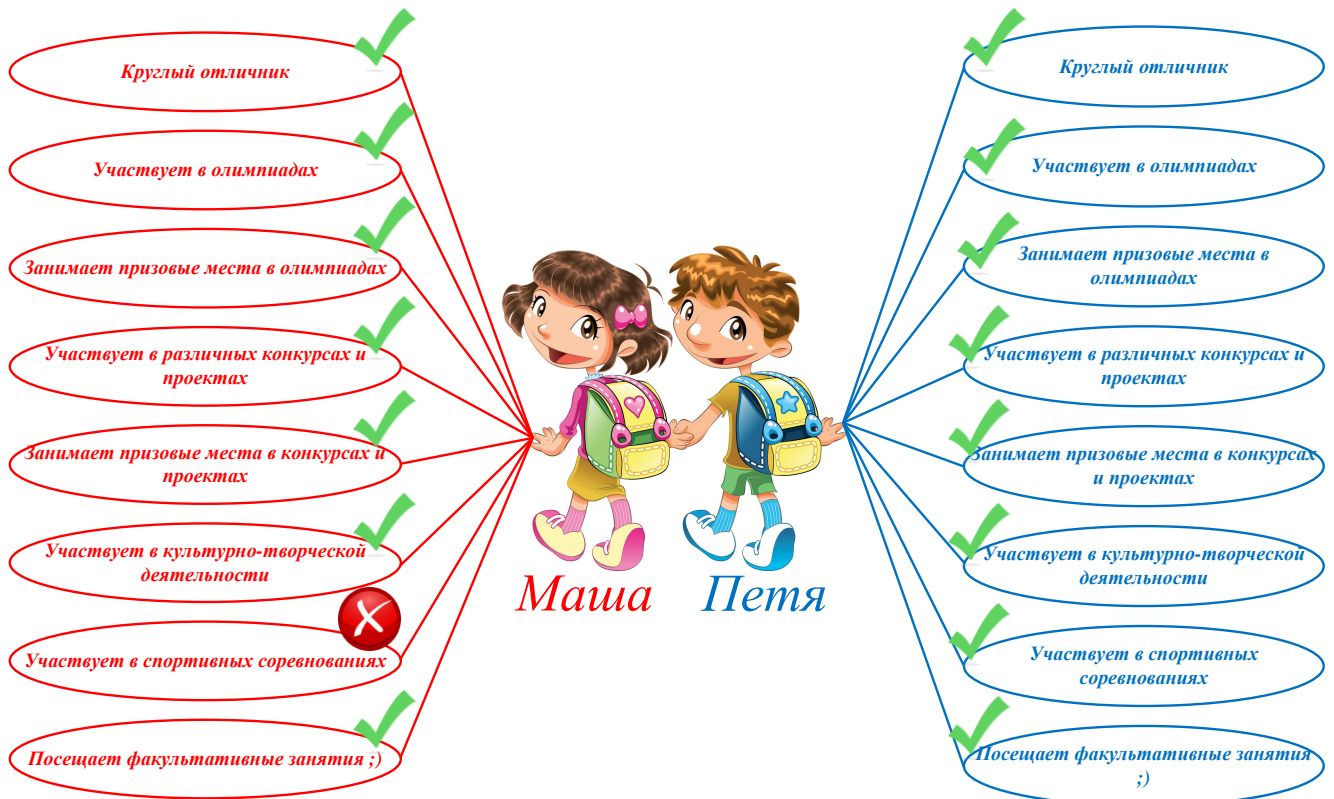 Круглый отличник
Участвует в олимпиадах
Занимает призовые места в олимпиадах
Участвует в различных конкурсах и
проектах
Занимает призовые места в конкурсах и
проектах
Участвует в культурно-творческой
деятельности
Участвует в спортивных соревнованиях
Посещает факультативные занятия ;)
Маша
Петя
Круглый отличник
Участвует в олимпиадах
Занимает призовые места в
олимпиадах
Участвует в различных конкурсах и
проектах
Занимает призовые места в конкурсах
и проектах
Участвует в культурно-творческой
деятельности
Участвует в спортивных
соревнованиях
Посещает факультативные занятия
;)